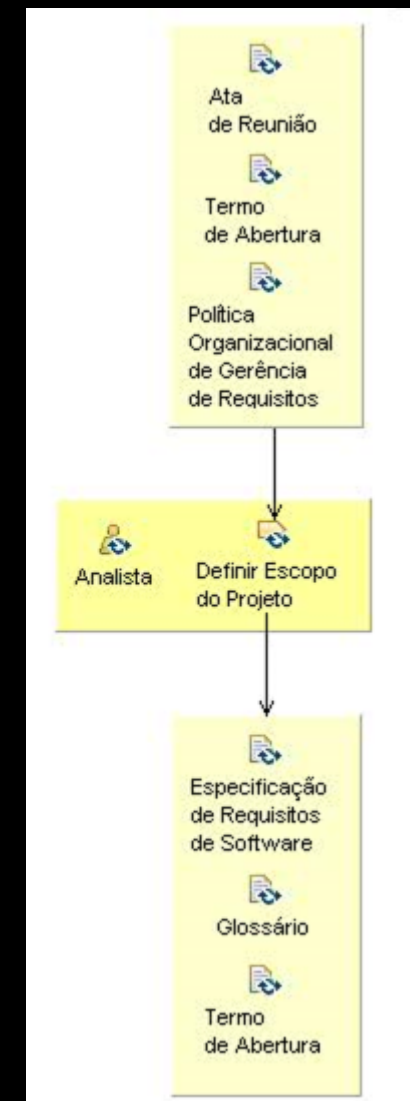 Ata
de Reunião
Termo
de Abertura
Política
Organizacional
de Gerência
de Requisitos
Analista
Definir Escopo
do Projeto
Especificação
de Requisitos
de Software
Glossário
Termo
de Abertura